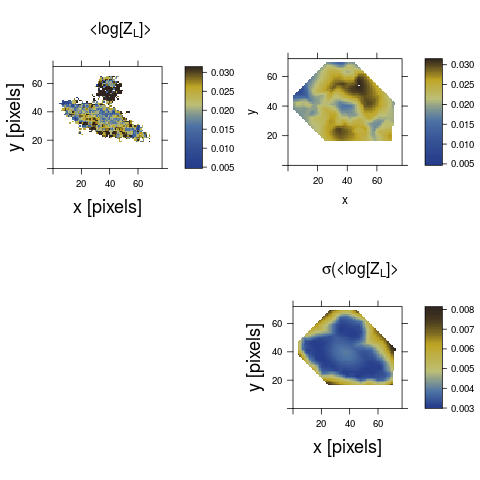 <log[Z_L]>
60
40
20
20 40 60
x [pixels]
y [pixels]
0.030
0.025
0.020
0.015
0.010
0.005
60
40
20
20 40 60
x
y
0.030
0.025
0.020
0.015
0.010
0.005
σ(<log[Z_L]>
60
40
20
20 40 60
x [pixels]
y [pixels]
0.008
0.007
0.006
0.005
0.004
0.003